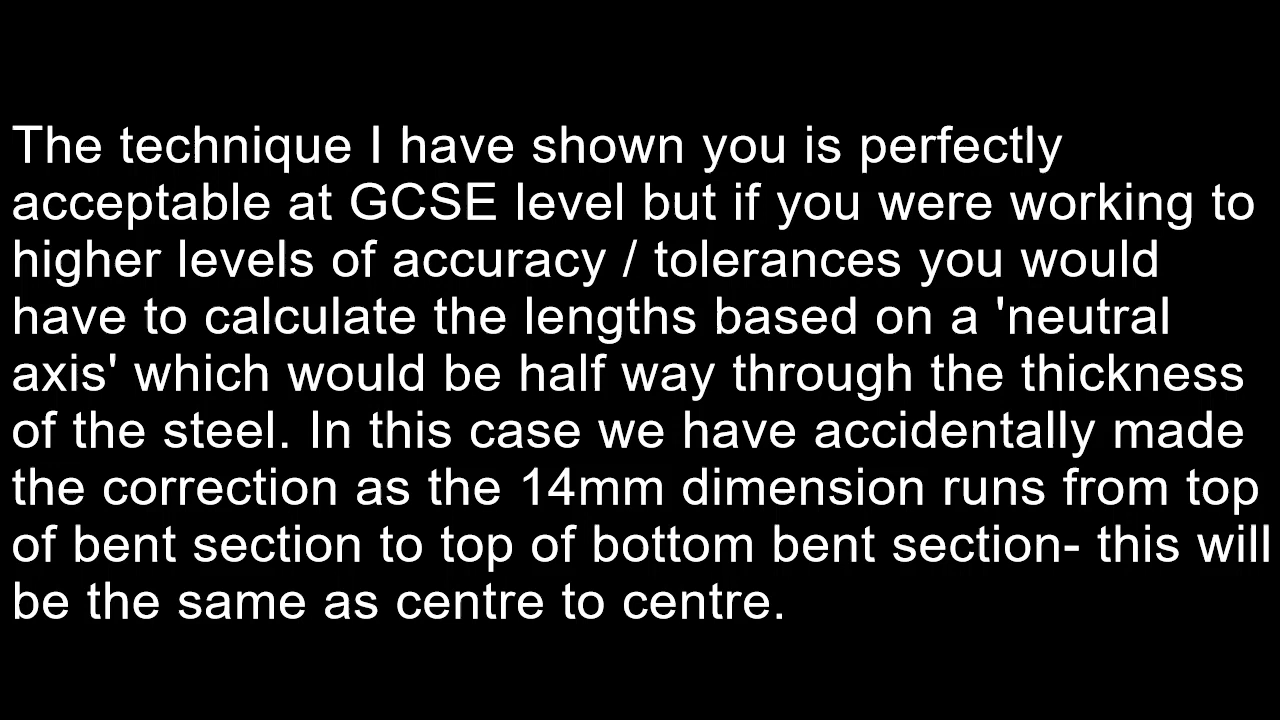 The technique I have shown you is perfectly
acceptable at GCSE level but if you were working to
higher levels of accuracy / tolerances you would
have to calculate the lengths based on a 'neutral
axis' which would be half way through the thickness
of the steel. In this case we have accidentally made
the correction as the 14mm dimension runs from top
of bent section to top of bottom bent section- this will
be the same as centre to centre.